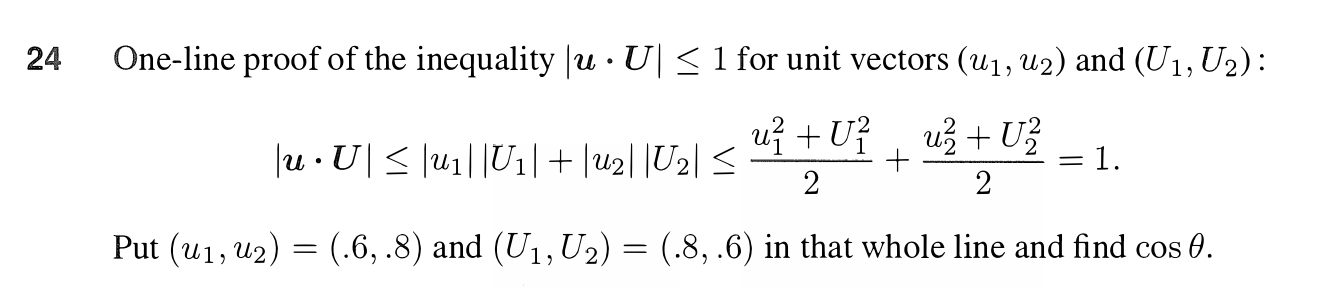 24 One-line proof of the inequality |u · U| ≤ 1 for unit vectors (u₁, u₂) and (U₁, U₂):
|u · U| ≤ |u₁| |U₁| + |u₂| |U₂| ≤ \frac{u₁² + U₁²}{2} + \frac{u₂² + U₂²}{2} = 1.
Put (u₁, u₂) = (.6, .8) and (U₁, U₂) = (.8, .6) in that whole line and find cos θ.